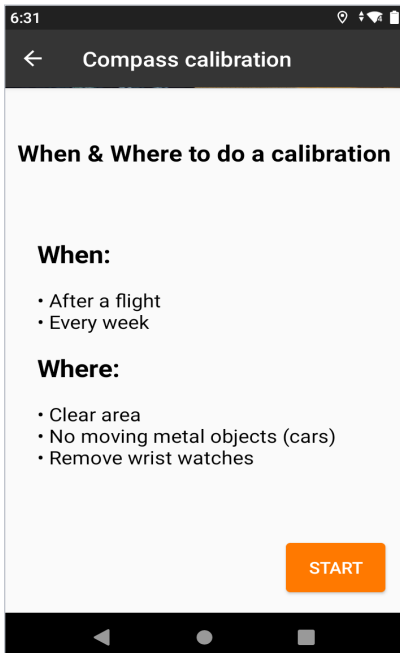 6:31
Compass calibration
When & Where to do a calibration
When:
• After a flight
• Every week
Where:
• Clear area
• No moving metal objects (cars)
• Remove wrist watches
START